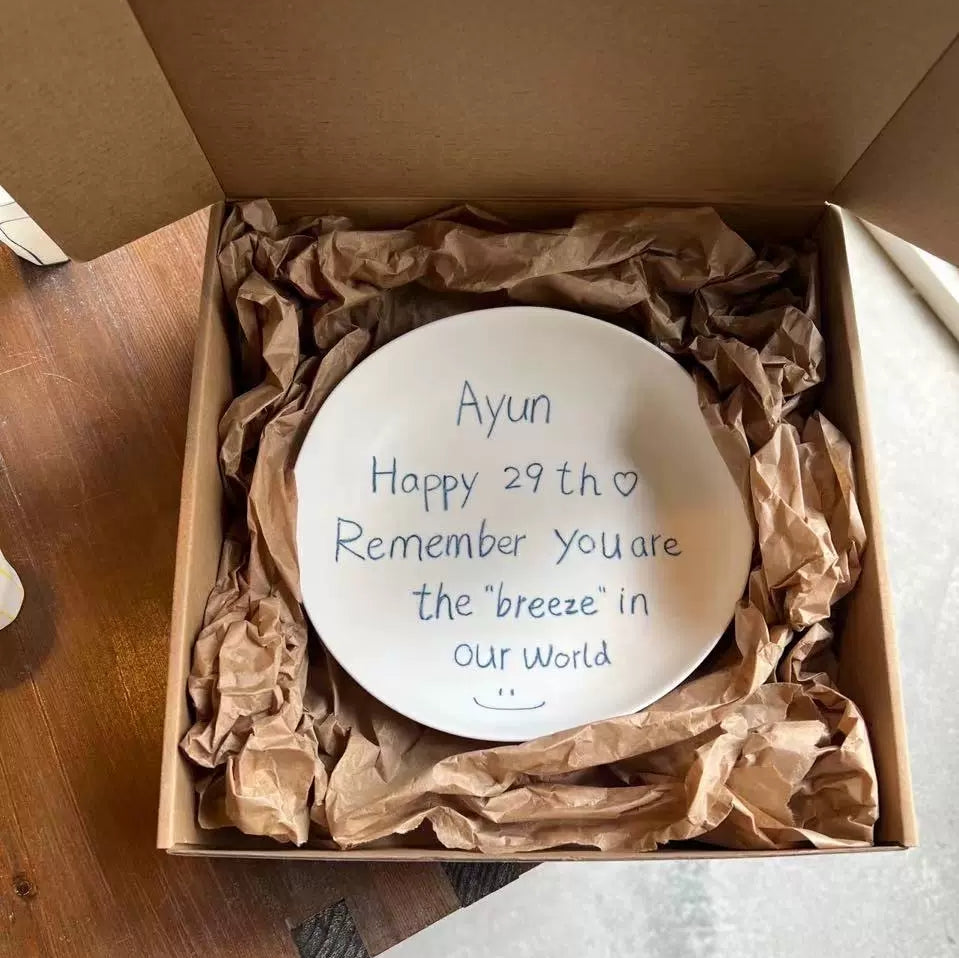 Ayun
Happy 29th♡
Remember you are
the "breeze" in
our world